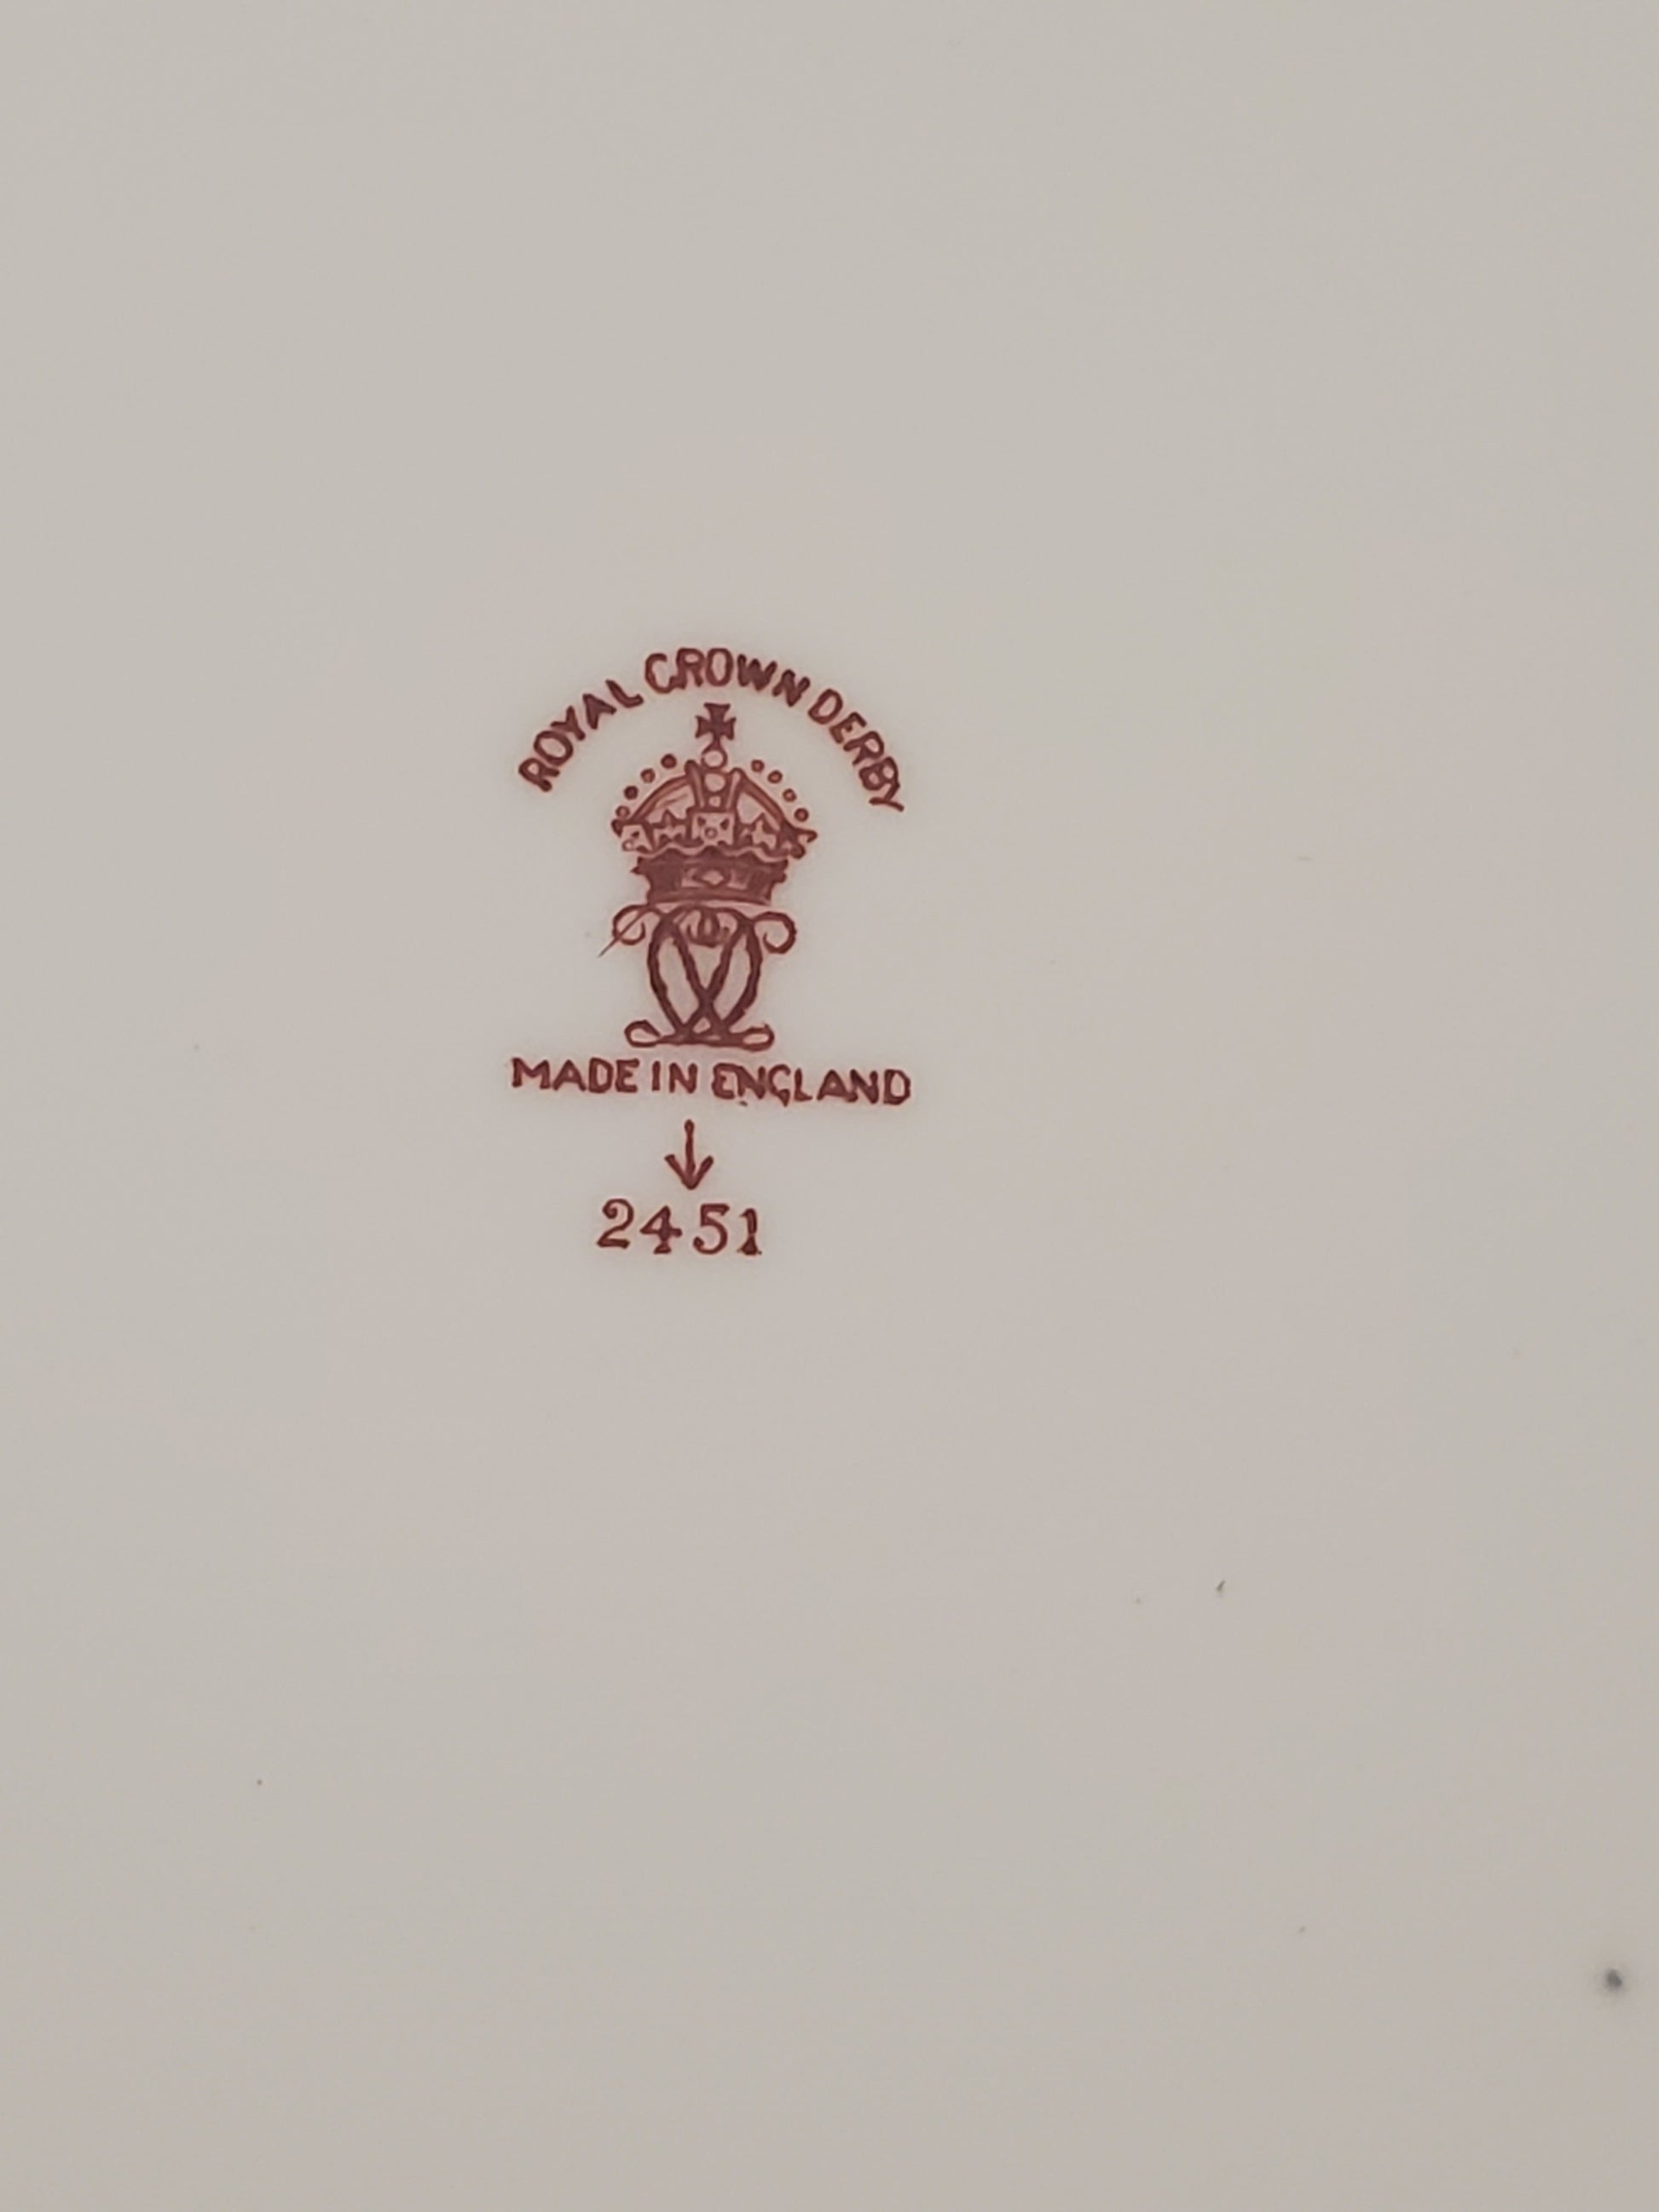 ROYAL CROWN DERBY
MADE IN ENGLAND
↓
2451